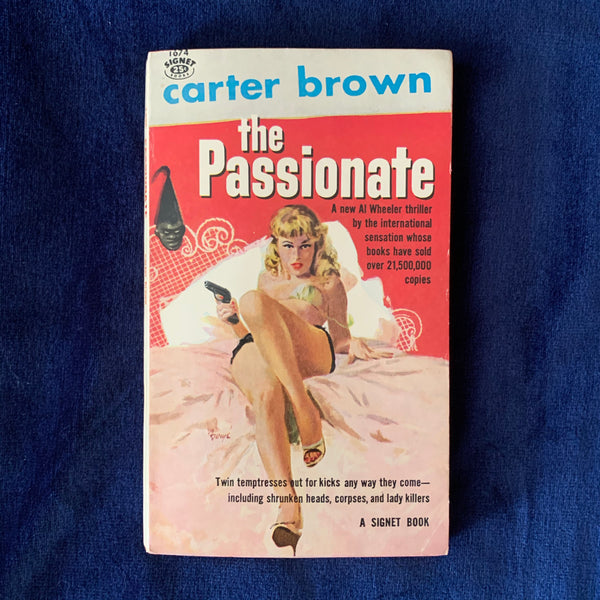 1674
SIGNET
25¢
BOOKS
carter brown
the
Passionate
A new Al Wheeler thriller
by the international
sensation whose
books have sold
over 21,500,000
copies
Twin temptresses out for kicks any way they come—
including shrunken heads, corpses, and lady killers
A SIGNET BOOK